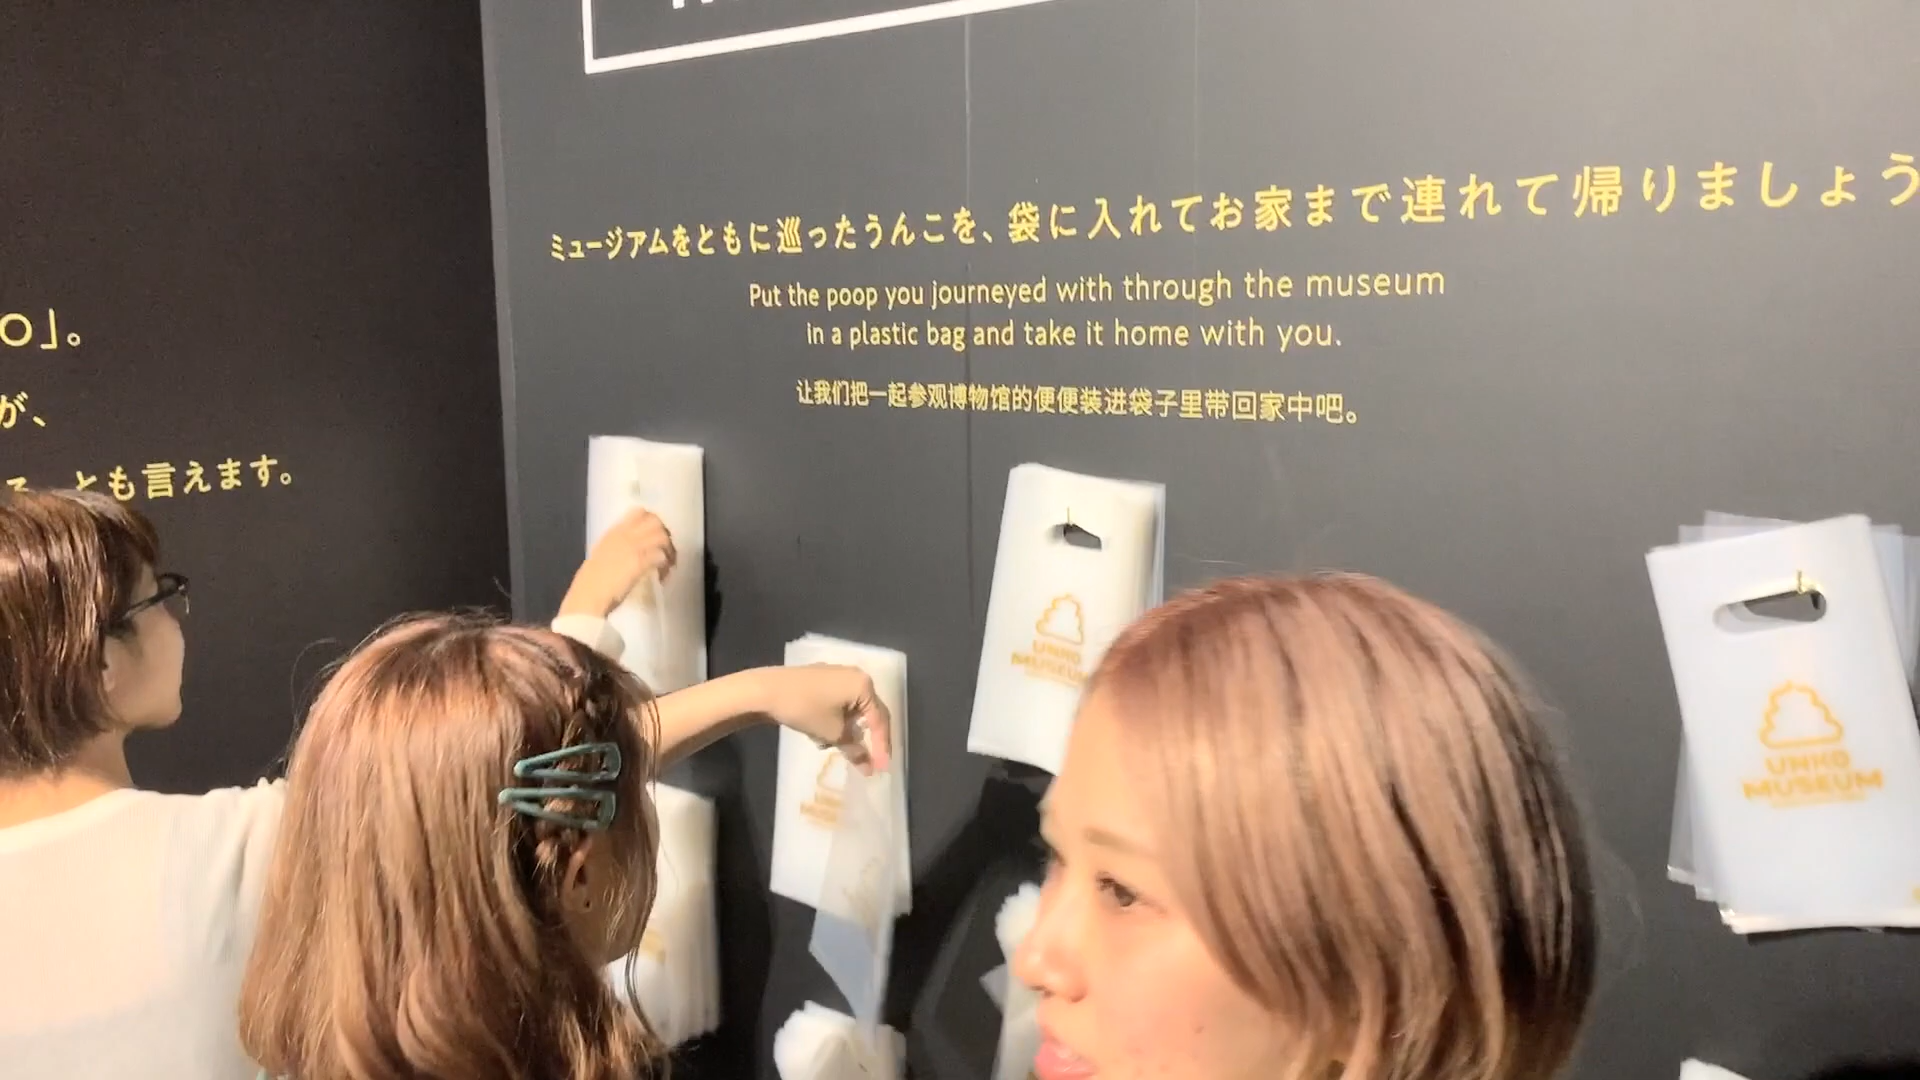 ミュージアムをともに巡ったうんこを、袋に入れてお家まで連れて帰りましょう
Put the poop you journeyed with through the museum
in a plastic bag and take it home with you.
让我们把一起参观博物馆的便便装进袋子里带回家中吧。
o」。
が、
とも言えます。
UNKO
MUSEUM
UNKO
MUSEUM